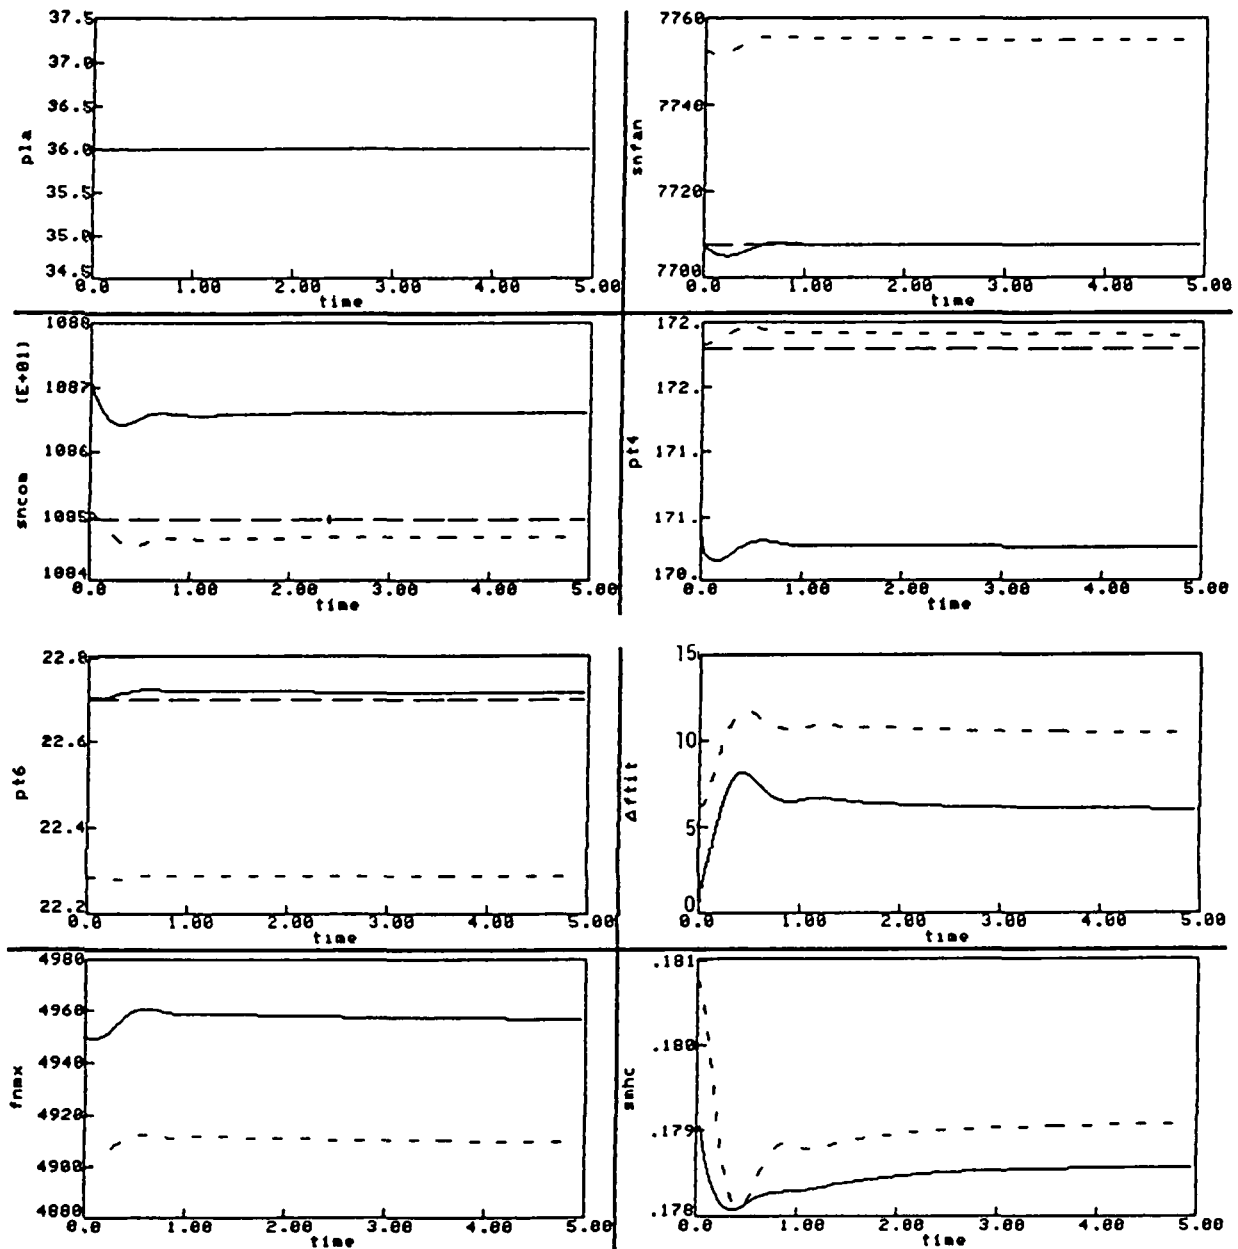 37.5
37.0
36.5
36.0
35.5
35.0
34.5
pla
0.0 1.00 2.00 3.00 4.00 5.00
time
7760
7740
7720
7700
snfan
0.0 1.00 2.00 3.00 4.00 5.00
time
1088
1087
1086
1085
1084
sncom (E+01)
0.0 1.00 2.00 3.00 4.00 5.00
time
172.
172.
171.
171.
170.
pt4
0.0 1.00 2.00 3.00 4.00 5.00
time
22.8
22.6
22.4
22.2
pt6
0.0 1.00 2.00 3.00 4.00 5.00
time
15
10
5
0
Δftit
0.0 1.00 2.00 3.00 4.00 5.00
time
4980
4960
4940
4920
4900
4880
fnmx
0.0 1.00 2.00 3.00 4.00 5.00
time
.181
.180
.179
.178
smhc
0.0 1.00 2.00 3.00 4.00 5.00
time